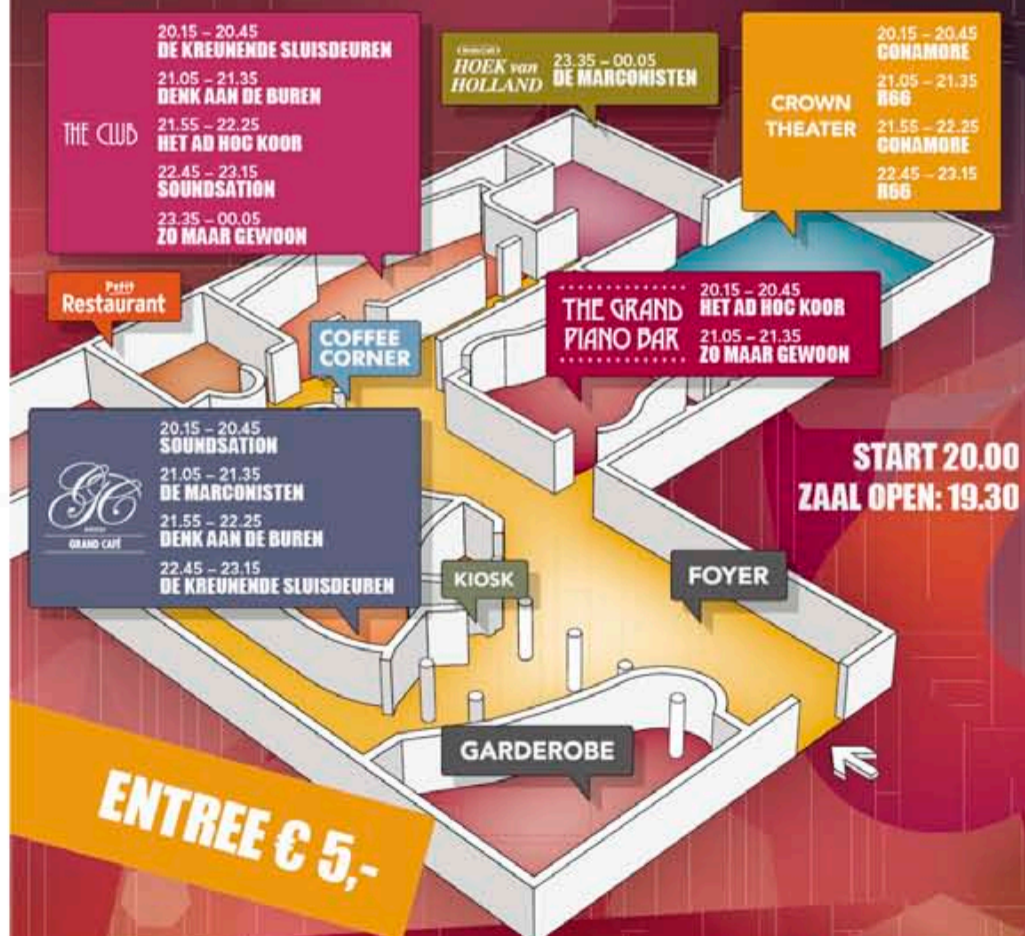 THE CLUB
20.15 – 20.45
DE KREUNENDE SLUISDEUREN
21.05 – 21.35
DENK AAN DE BUREN
21.55 – 22.25
HET AD HOC KOOR
22.45 – 23.15
SOUNDSATION
23.35 – 00.05
ZO MAAR GEWOON
HOEK van
HOLLAND
23.35 – 00.05
DE MARCONISTEN
CROWN
THEATER
20.15 – 20.45
CONAMORE
21.05 – 21.35
R66
21.55 – 22.25
CONAMORE
22.45 – 23.15
R66
Petit
Restaurant
COFFEE
CORNER
THE GRAND
PIANO BAR
20.15 – 20.45
HET AD HOC KOOR
21.05 – 21.35
ZO MAAR GEWOON
GRAND CAFÉ
20.15 – 20.45
SOUNDSATION
21.05 – 21.35
DE MARCONISTEN
21.55 – 22.25
DENK AAN DE BUREN
22.45 – 23.15
DE KREUNENDE SLUISDEUREN
START 20.00
ZAAL OPEN: 19.30
KIOSK
FOYER
GARDEROBE
ENTREE € 5,-